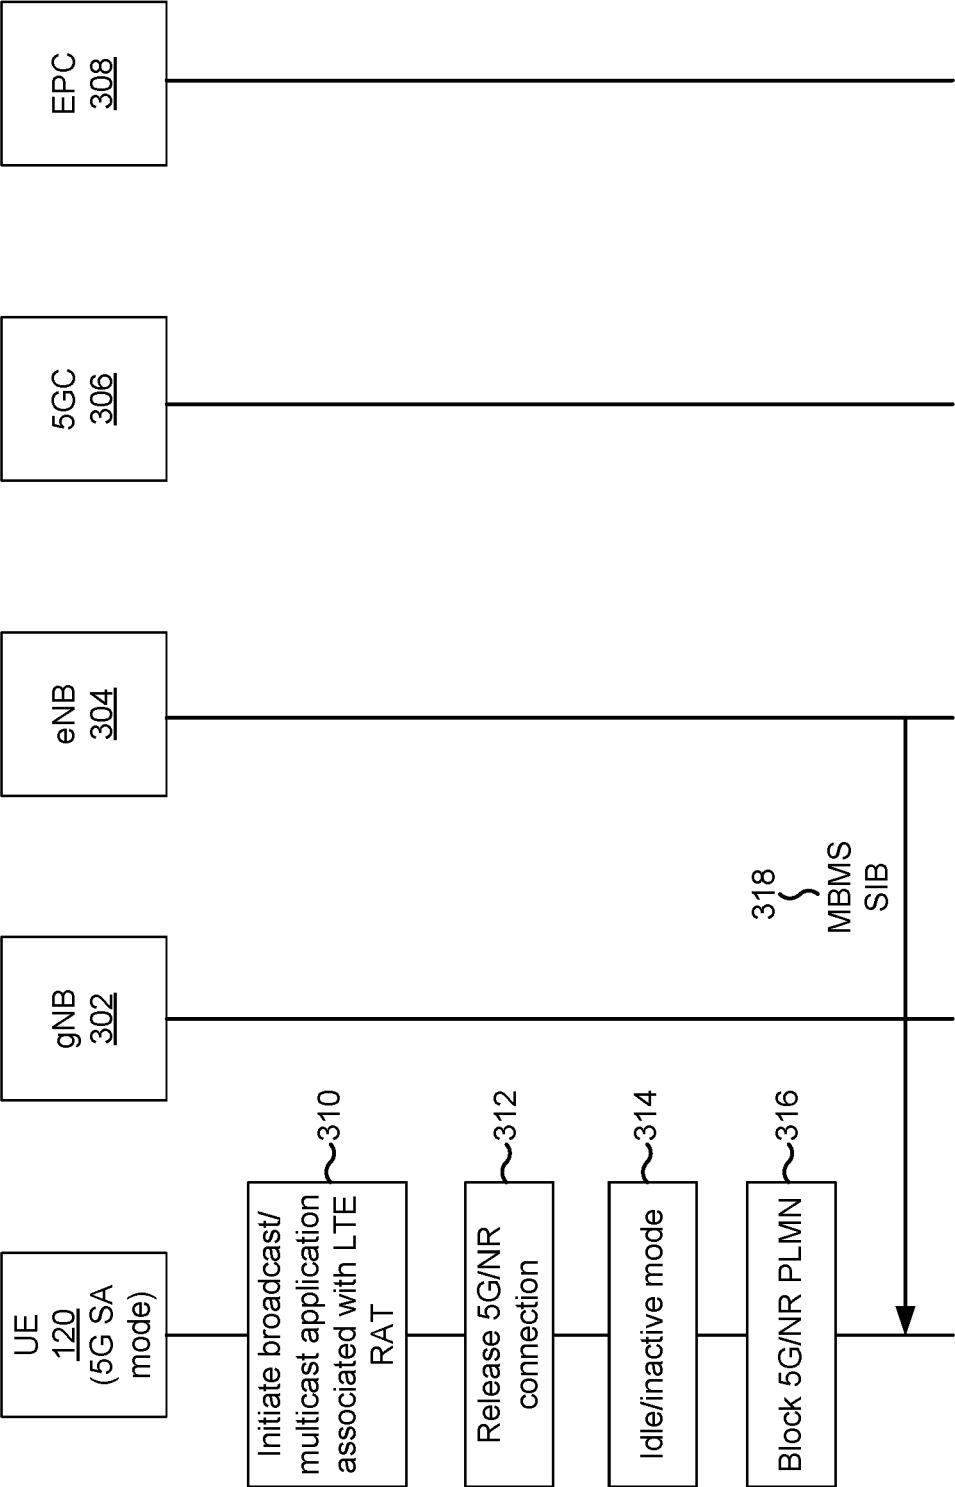 UE
120
(5G SA
mode)
gNB
302
eNB
304
5GC
306
EPC
308
Initiate broadcast/
multicast application
associated with LTE
RAT
310
Release 5G/NR
connection
312
Idle/inactive mode
314
Block 5G/NR PLMN
316
318
MBMS
SIB